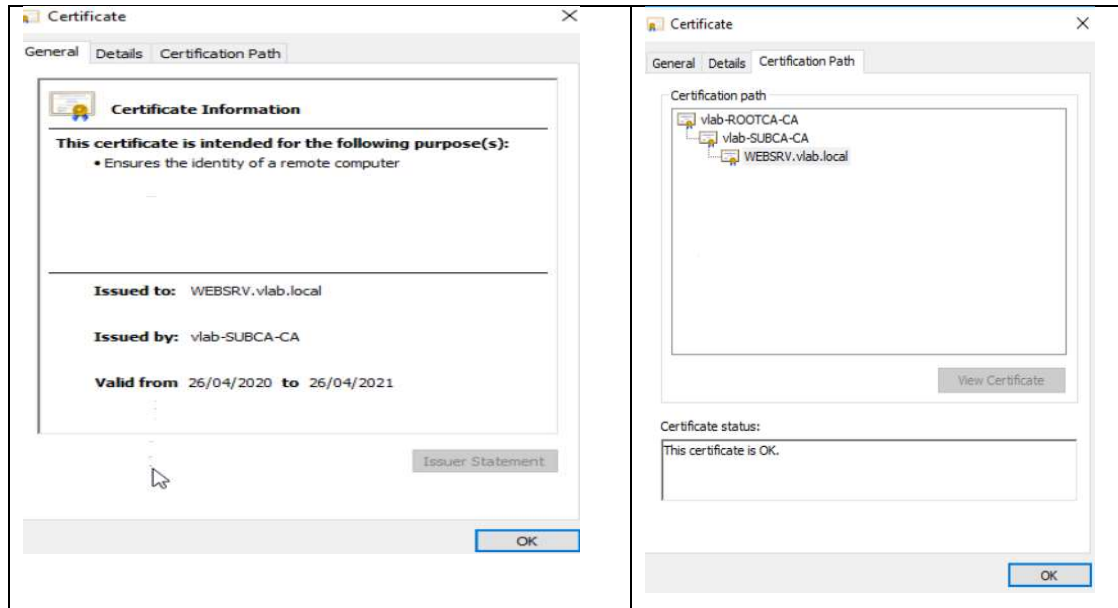 Certificate
General Details Certification Path
Certificate Information
This certificate is intended for the following purpose(s):
• Ensures the identity of a remote computer
Issued to: WEBSRV.vlab.local
Issued by: vlab-SUBCA-CA
Valid from 26/04/2020 to 26/04/2021
Issuer Statement
OK
Certificate
General Details Certification Path
Certification path
vlab-ROOTCA-CA
vlab-SUBCA-CA
WEBSRV.vlab.local
View Certificate
Certificate status:
This certificate is OK.
OK